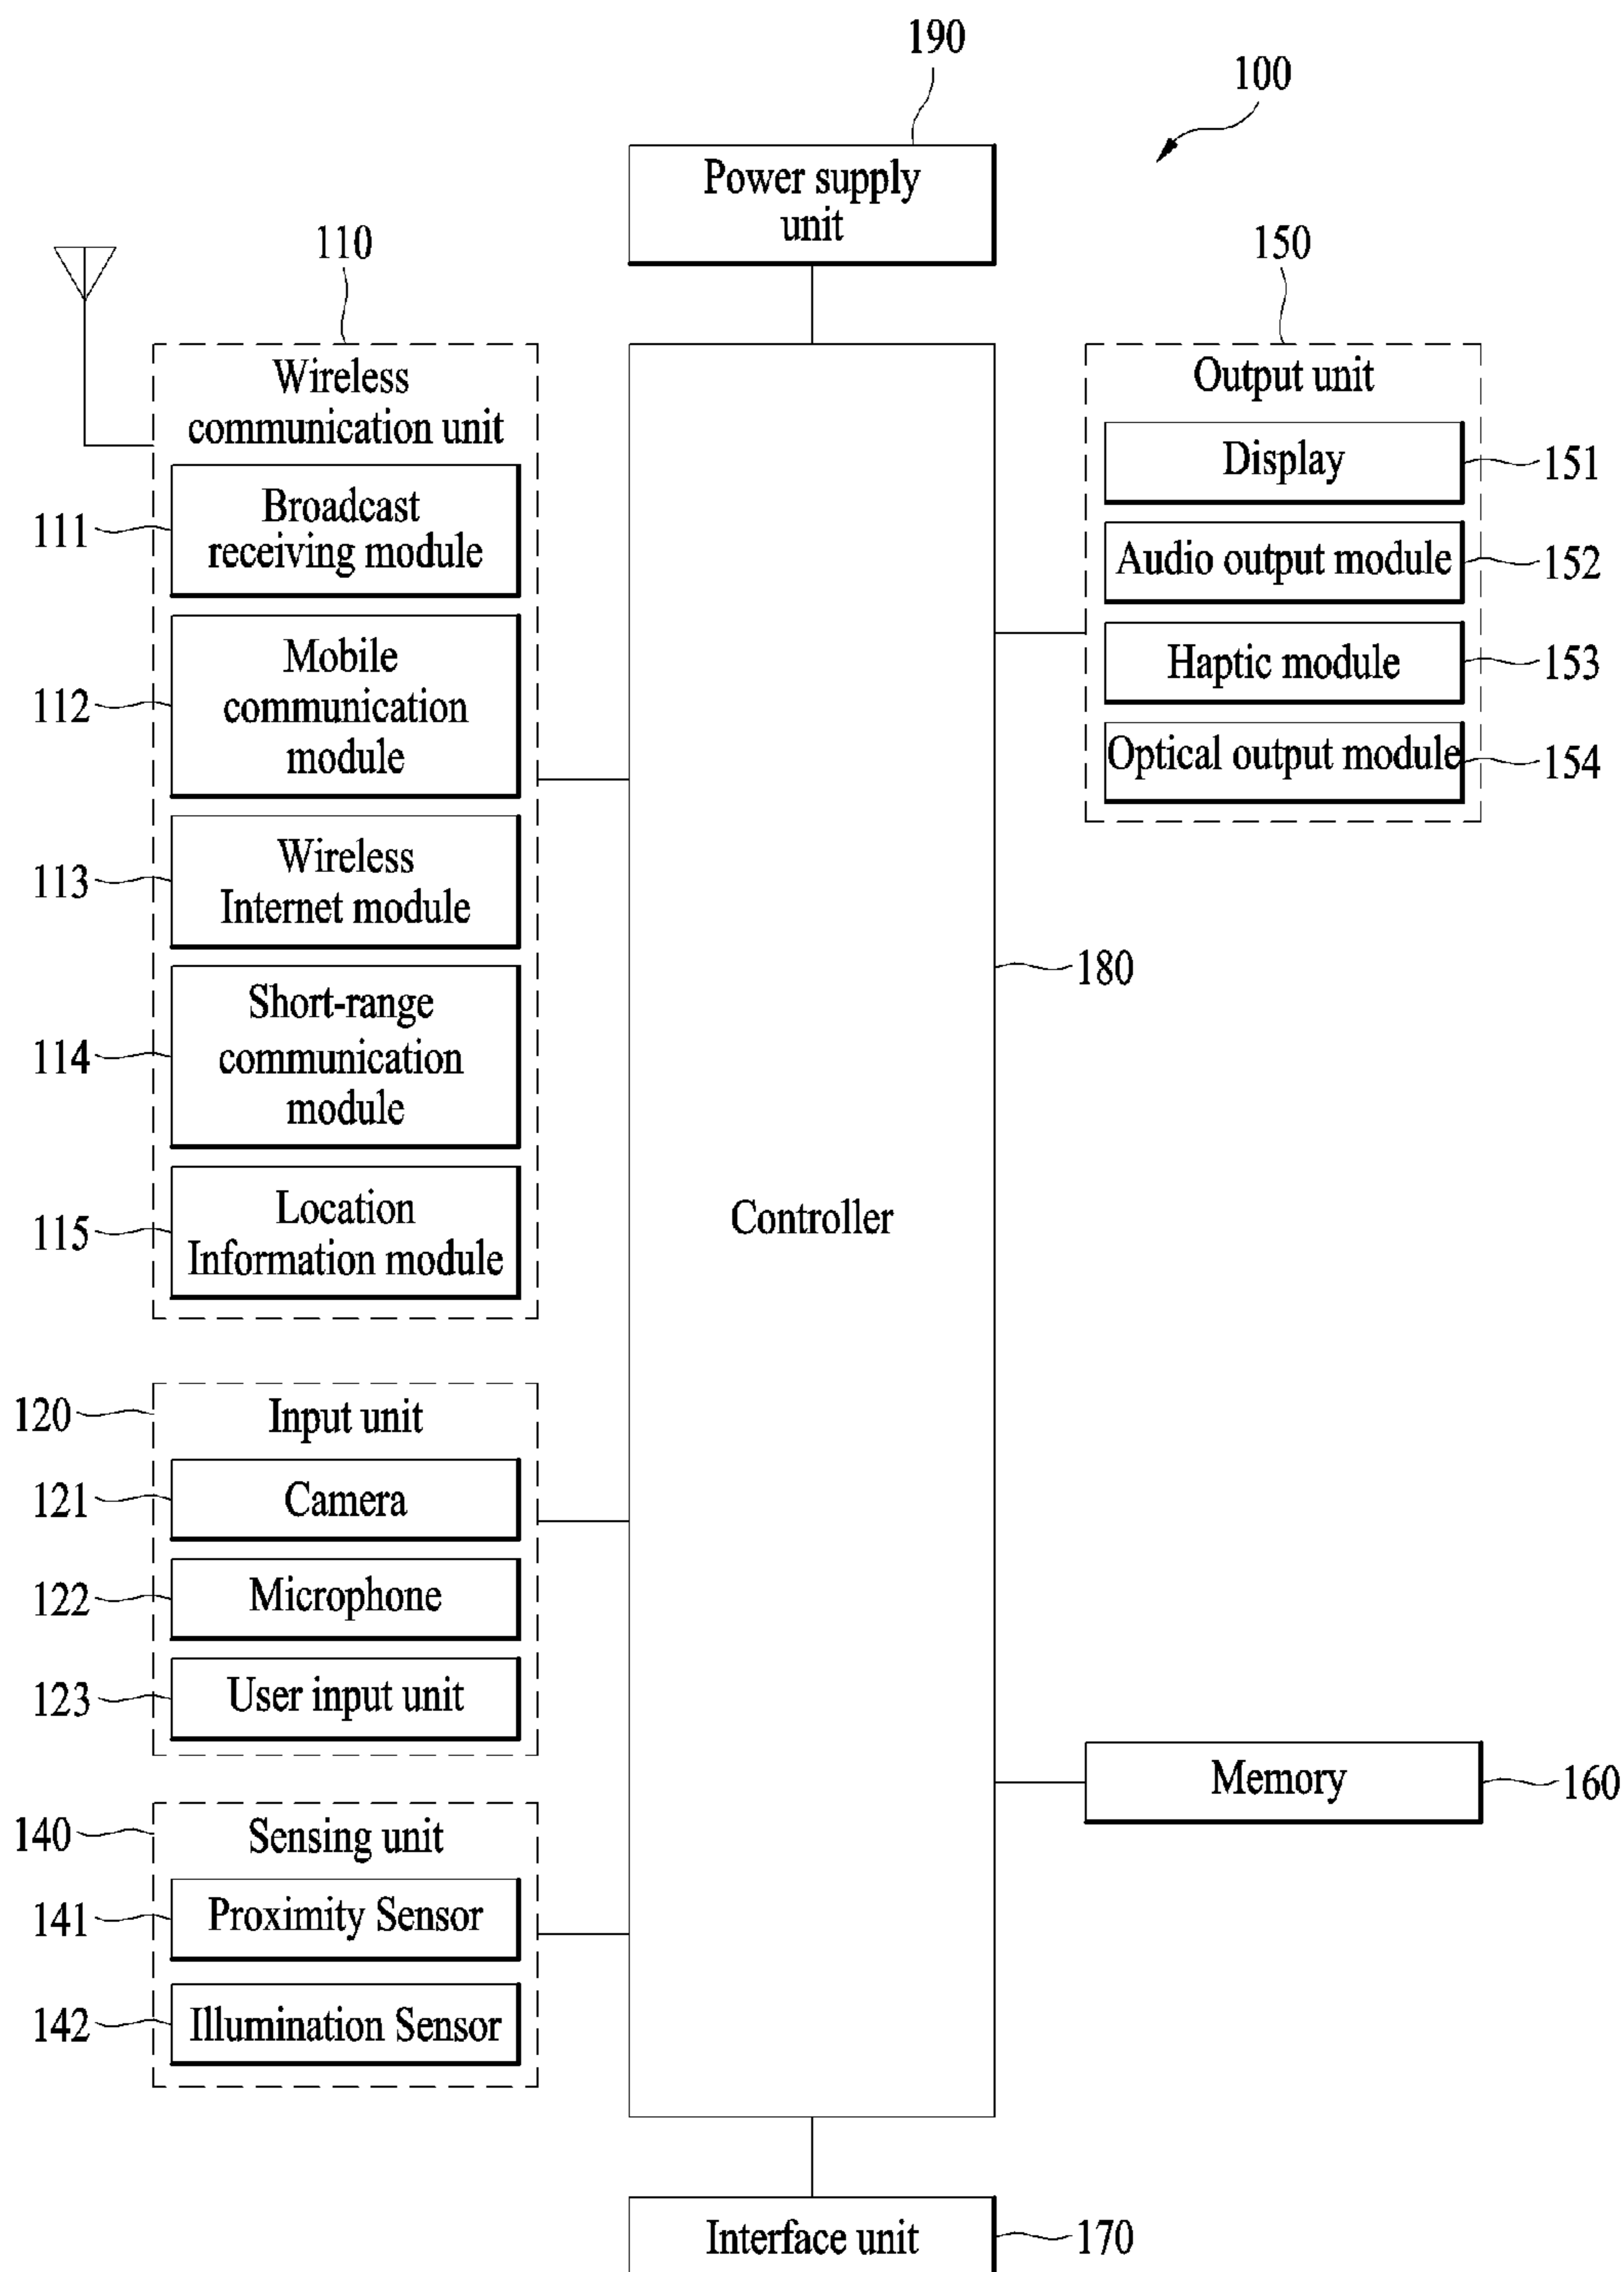 190
100
Power supply
unit
110
150
Wireless
communication unit
111
Broadcast
receiving module
112
Mobile
communication
module
113
Wireless
Internet module
114
Short-range
communication
module
115
Location
Information module
120
Input unit
121
Camera
122
Microphone
123
User input unit
140
Sensing unit
141
Proximity Sensor
142
Illumination Sensor
Controller
180
Output unit
Display
151
Audio output module
152
Haptic module
153
Optical output module
154
Memory
160
Interface unit
170